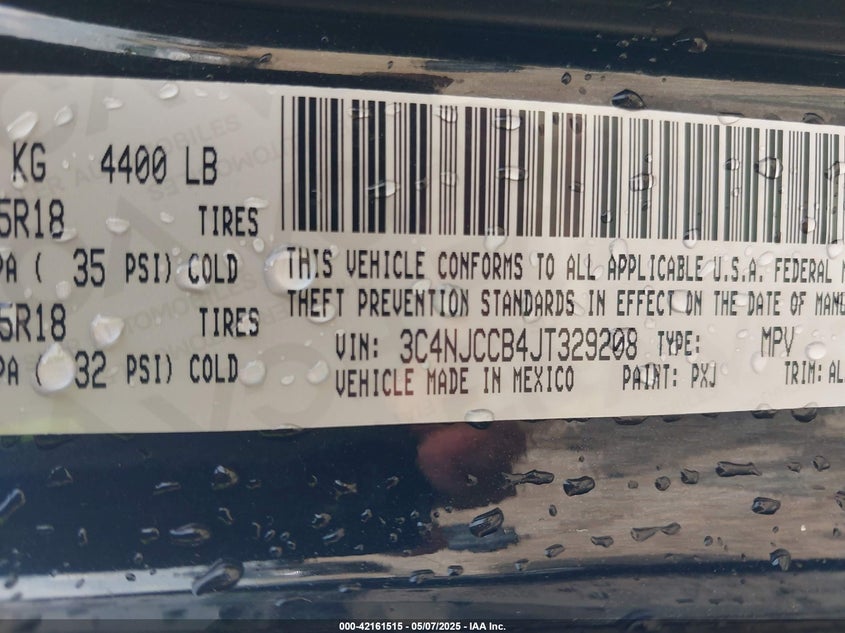 KG 4400 LB
5R18 TIRES
PA ( 35 PSI) COLD
5R18 TIRES
PA ( 32 PSI) COLD
THIS VEHICLE CONFORMS TO ALL APPLICABLE U.S.A. FEDERAL M
THEFT PREVENTION STANDARDS IN EFFECT ON THE DATE OF MANU
VIN: 3C4NJCCB4JT329208 TYPE: MPV
VEHICLE MADE IN MEXICO PAINT: PXJ TRIM: AL
000-42161515 - 05/07/2025 - IAA Inc.